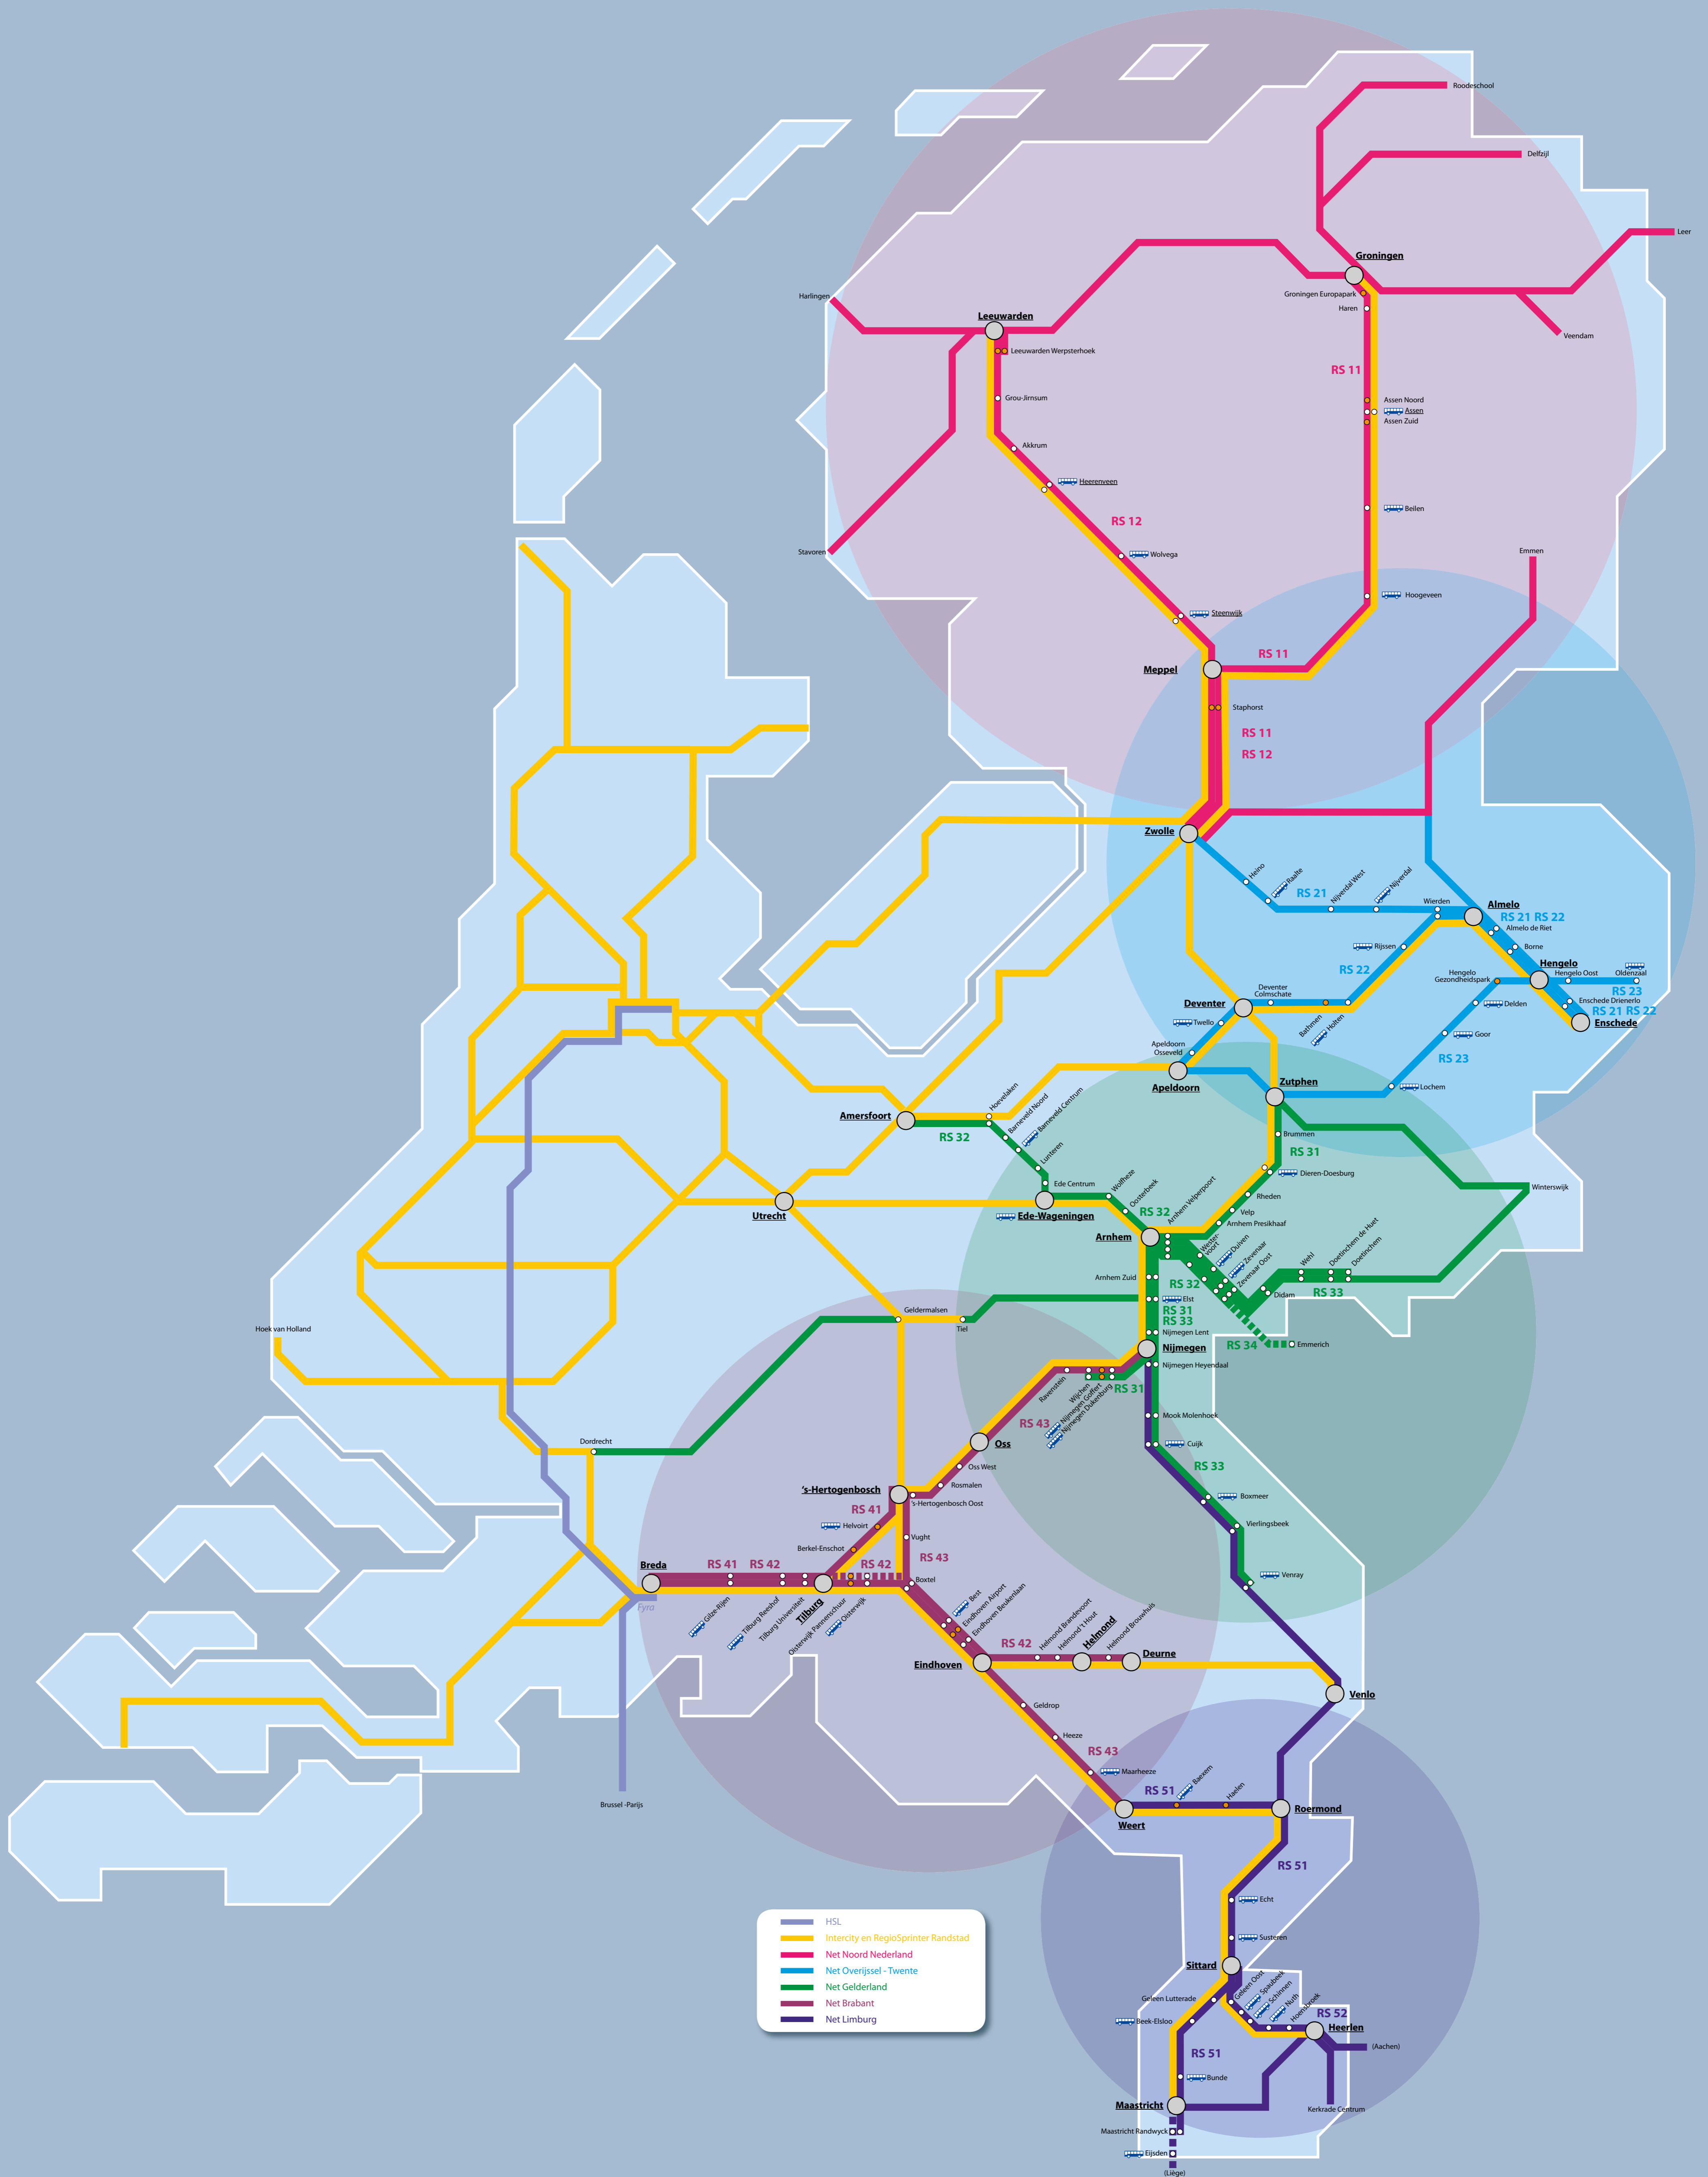 Roodeschool
Delfzijl
Leer
Groningen
Groningen Europapark
Haren
Harlingen
Leeuwarden
Veendam
Leeuwarden Werpsterhoek
RS 11
Grou-Jirnsum
Assen Noord
Assen
Assen Zuid
Akkrum
Heerenveen
Beilen
RS 12
Stavoren
Wolvega
Emmen
Hoogeveen
Steenwijk
RS 11
Meppel
Staphorst
RS 11
RS 12
Zwolle
Heino
Raalte
RS 21
Nijverdal West
Nijverdal
Wierden
Almelo
RS 21 RS 22
Almelo de Riet
Rijssen
Borne
RS 22
Hengelo
Hengelo
Gezondheidspark
Hengelo Oost
Oldenzaal
RS 23
Deventer
Deventer
Colmschate
Bathmen
Holten
Delden
Enschede Drienerlo
RS 21 RS 22
Enschede
Twello
Goor
Apeldoorn
Osseveld
RS 23
Apeldoorn
Zutphen
Lochem
Amersfoort
Hoevelaken
Barneveld Noord
Barneveld Centrum
RS 32
Lunteren
Brummen
RS 31
Ede Centrum
Dieren-Doesburg
Winterswijk
Utrecht
Ede-Wageningen
Wolfheze
Oosterbeek
Rheden
RS 32
Arnhem Velperpoort
Velp
Arnhem Presikhaaf
Arnhem
Wester-
voort
Duiven
Zevenaar
Zevenaar Oost
Wehl
Doetinchem de Huet
Doetinchem
Arnhem Zuid
RS 32
Didam
RS 33
Elst
RS 31
RS 33
Geldermalsen
Tiel
Hoek van Holland
Nijmegen Lent
RS 34
Emmerich
Nijmegen
Nijmegen Heyendaal
Ravenstein
Wijchen
Nijmegen Goffert
Nijmegen Dukenburg
RS 31
Mook Molenhoek
RS 43
Dordrecht
Oss
Cuijk
Oss West
RS 33
Rosmalen
's-Hertogenbosch
's-Hertogenbosch Oost
Boxmeer
RS 41
Helvoirt
Vierlingsbeek
Vught
Berkel-Enschot
RS 43
Breda
RS 41
RS 42
RS 42
Boxtel
Venray
Fyra
Gilze-Rijen
Tilburg Reeshof
Tilburg Universiteit
Tilburg
Oisterwijk Pannenschuur
Oisterwijk
Best
Eindhoven Airport
Eindhoven Beukenlaan
RS 42
Helmond Brandevoort
Helmond 't Hout
Helmond
Helmond Brouwhuis
Deurne
Eindhoven
Venlo
Geldrop
Heeze
RS 43
Maarheeze
RS 51
Baexem
Haelen
Brussel -Parijs
Weert
Roermond
RS 51
Echt
Susteren
Sittard
Geleen Lutterade
Geleen Oost
Spaubeek
Schinnen
Nuth
Hoensbroek
RS 52
Beek-Elsloo
Heerlen
(Aachen)
RS 51
Bunde
Maastricht
Kerkrade Centrum
Maastricht Randwyck
Eijsden
(Liège)
HSL
Intercity en RegioSprinter Randstad
Net Noord Nederland
Net Overijssel - Twente
Net Gelderland
Net Brabant
Net Limburg